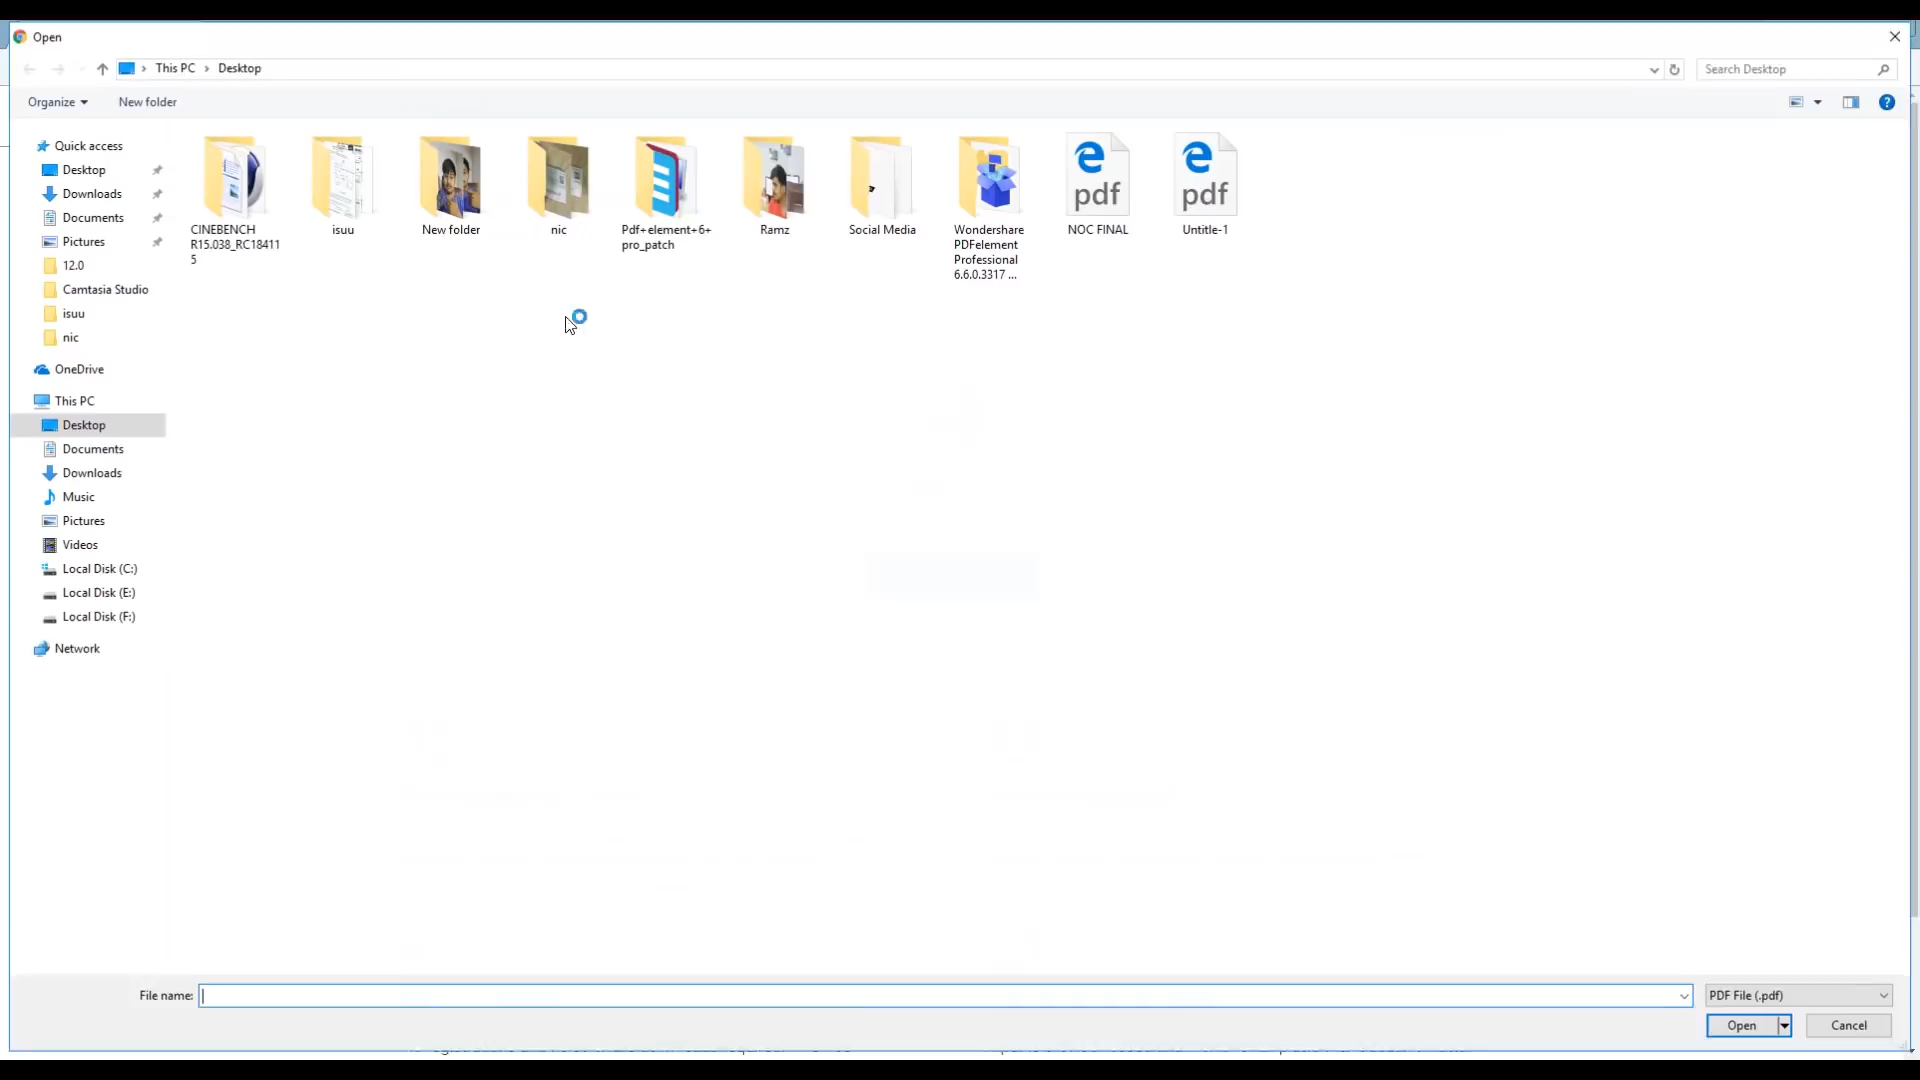 Open
This PC
Desktop
Search Desktop
Organize
New folder
Quick access
Desktop
Downloads
Documents
Pictures
12.0
Camtasia Studio
isuu
nic
OneDrive
This PC
Desktop
Documents
Downloads
Music
Pictures
Videos
Local Disk (C:)
Local Disk (E:)
Local Disk (F:)
Network
CINEBENCH
R15.038_RC18411
5
isuu
New folder
nic
Pdf+element+6+
pro_patch
Ramz
Social Media
Wondershare
PDFelement
Professional
6.6.0.3317 ...
pdf
NOC FINAL
pdf
Untitle-1
File name:
PDF File (.pdf)
Open
Cancel